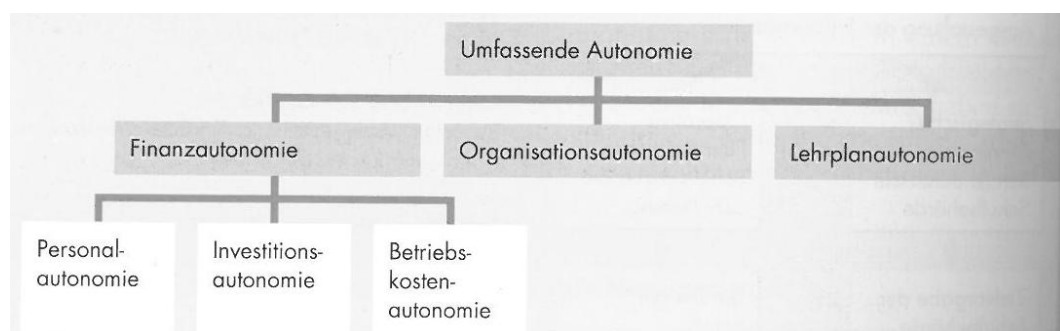 Umfassende Autonomie
Finanzautonomie
Organisationsautonomie
Lehrplanautonomie
Personal-
autonomie
Investitions-
autonomie
Betriebs-
kosten-
autonomie